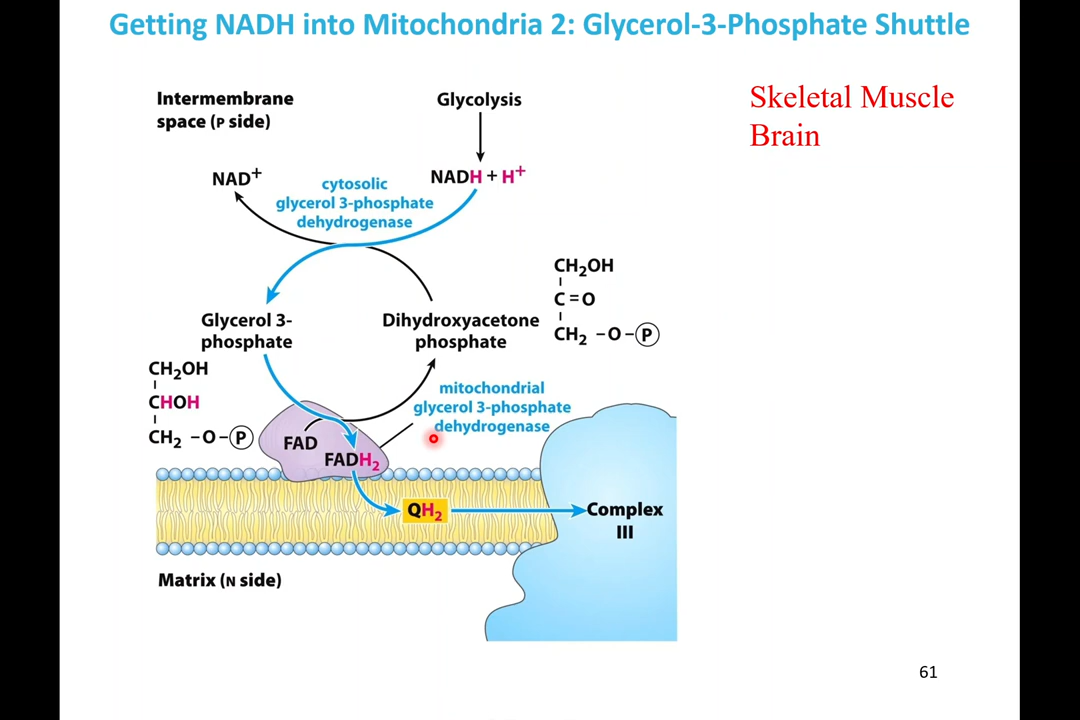 Getting NADH into Mitochondria 2: Glycerol-3-Phosphate Shuttle
Intermembrane
space (P side)
Glycolysis
Skeletal Muscle
Brain
NAD+
NADH + H+
cytosolic
glycerol 3-phosphate
dehydrogenase
Glycerol 3-
phosphate
Dihydroxyacetone
phosphate
CH₂OH
C=O
CH₂ –O–P
CH₂OH
CHOH
CH₂ –O–P
mitochondrial
glycerol 3-phosphate
dehydrogenase
FAD
FADH₂
QH₂
Complex
III
Matrix (N side)
61